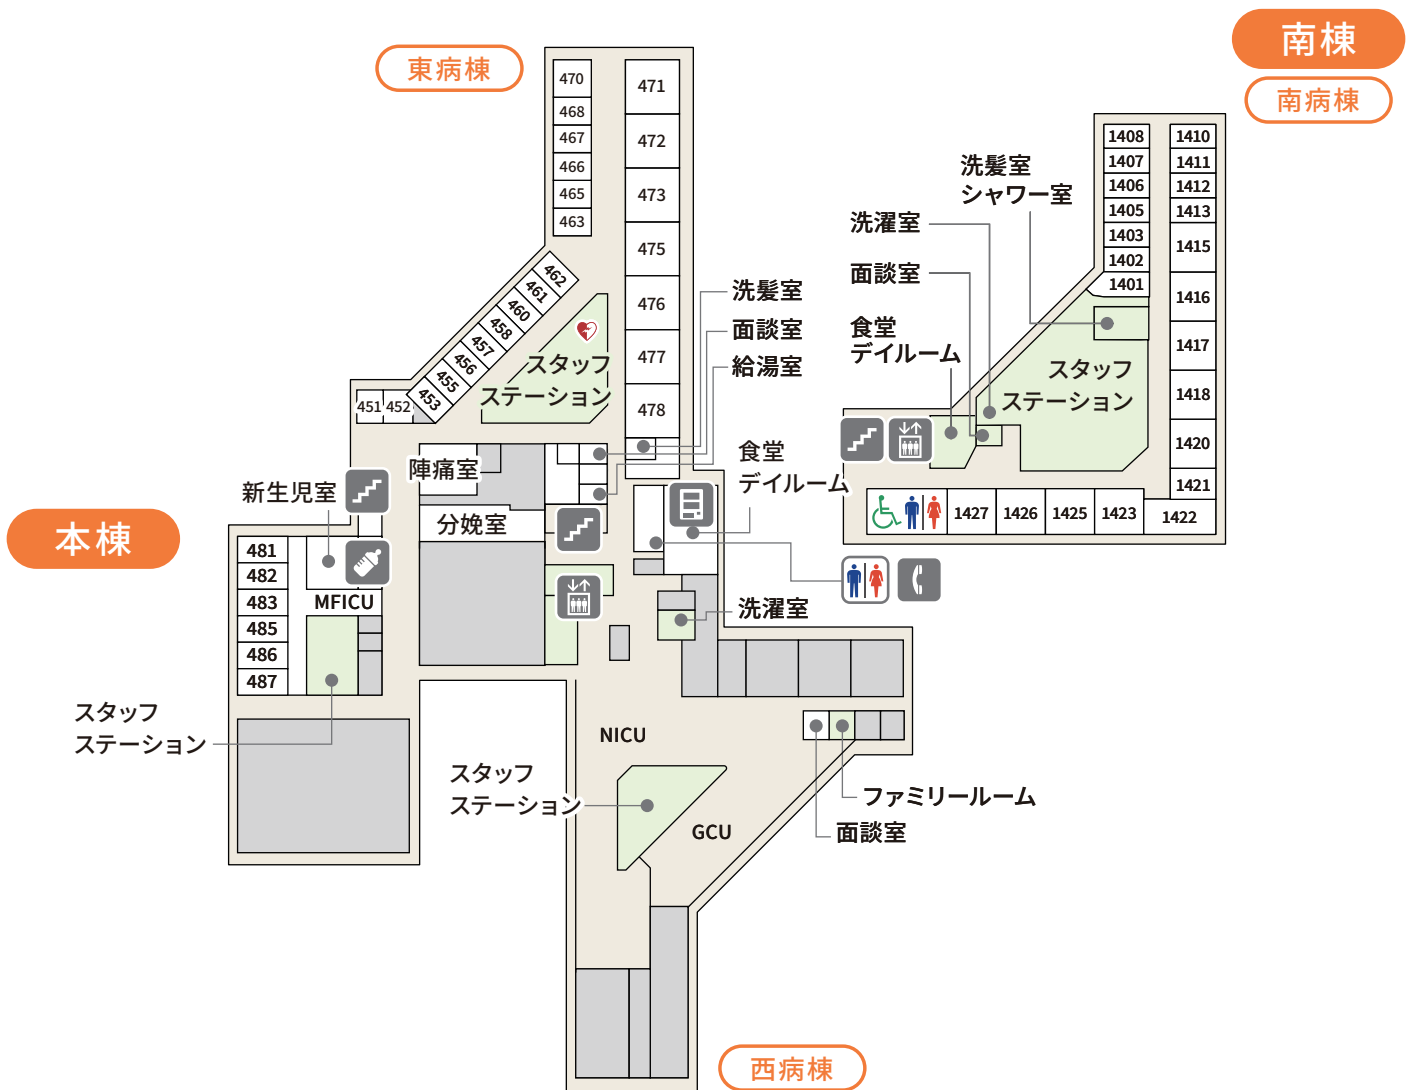 南棟
南病棟
東病棟
470
468
467
466
465
463
471
472
473
475
476
477
478
462
461
460
458
457
456
455
453
452
451
スタッフ
ステーション
洗髪室
面談室
給湯室
食堂
デイルーム
陣痛室
分娩室
新生児室
本棟
481
482
483
485
486
487
MFICU
スタッフ
ステーション
洗濯室
NICU
スタッフ
ステーション
GCU
ファミリールーム
面談室
西病棟
洗髪室
シャワー室
洗濯室
面談室
食堂
デイルーム
1408
1407
1406
1405
1403
1402
1401
1410
1411
1412
1413
1415
1416
1417
1418
1420
1421
スタッフ
ステーション
1427
1426
1425
1423
1422